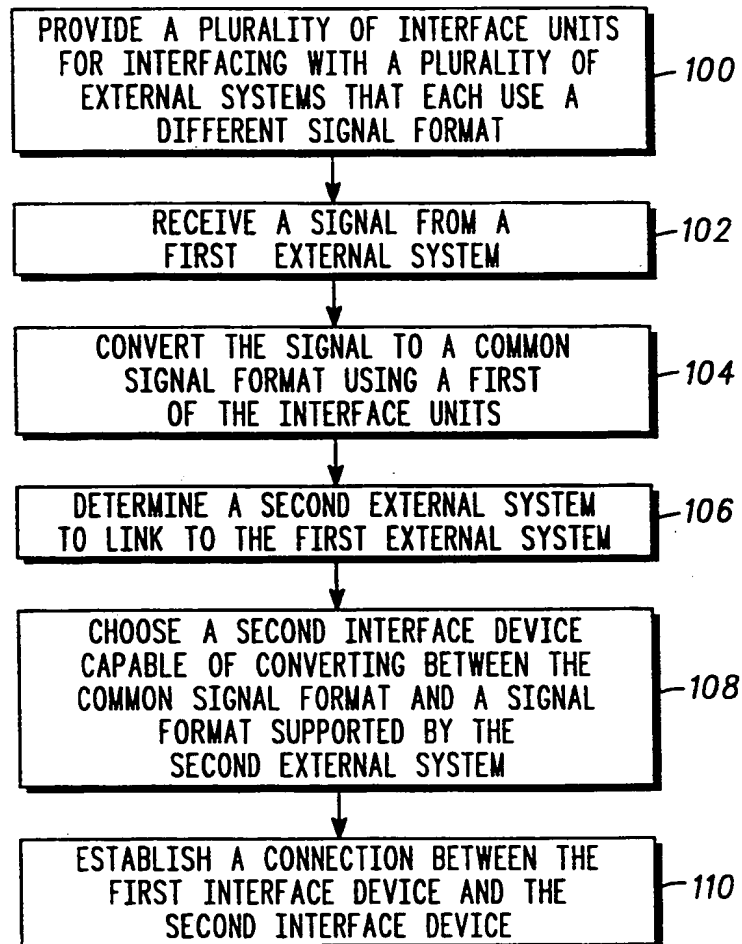 PROVIDE A PLURALITY OF INTERFACE UNITS
FOR INTERFACING WITH A PLURALITY OF
EXTERNAL SYSTEMS THAT EACH USE A
DIFFERENT SIGNAL FORMAT
100
RECEIVE A SIGNAL FROM A
FIRST EXTERNAL SYSTEM
102
CONVERT THE SIGNAL TO A COMMON
SIGNAL FORMAT USING A FIRST
OF THE INTERFACE UNITS
104
DETERMINE A SECOND EXTERNAL SYSTEM
TO LINK TO THE FIRST EXTERNAL SYSTEM
106
CHOOSE A SECOND INTERFACE DEVICE
CAPABLE OF CONVERTING BETWEEN THE
COMMON SIGNAL FORMAT AND A SIGNAL
FORMAT SUPPORTED BY THE
SECOND EXTERNAL SYSTEM
108
ESTABLISH A CONNECTION BETWEEN THE
FIRST INTERFACE DEVICE AND THE
SECOND INTERFACE DEVICE
110